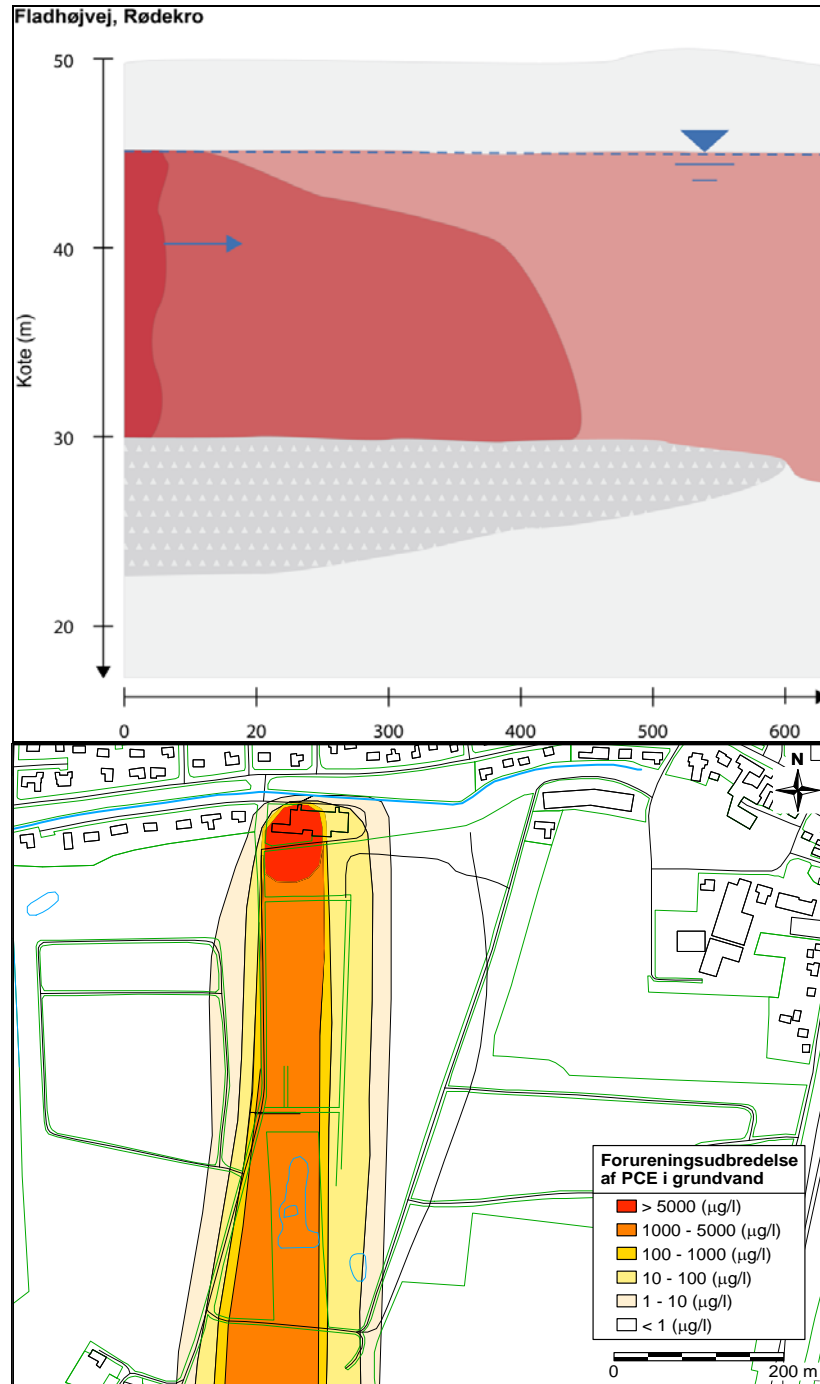 Fladhøjvej, Rødekro
50
40
Kote (m)
30
20
0 20 300 400 500 600
N
Forureningsudbredelse
af PCE i grundvand
> 5000 (µg/l)
1000 - 5000 (µg/l)
100 - 1000 (µg/l)
10 - 100 (µg/l)
1 - 10 (µg/l)
< 1 (µg/l)
0 200 m